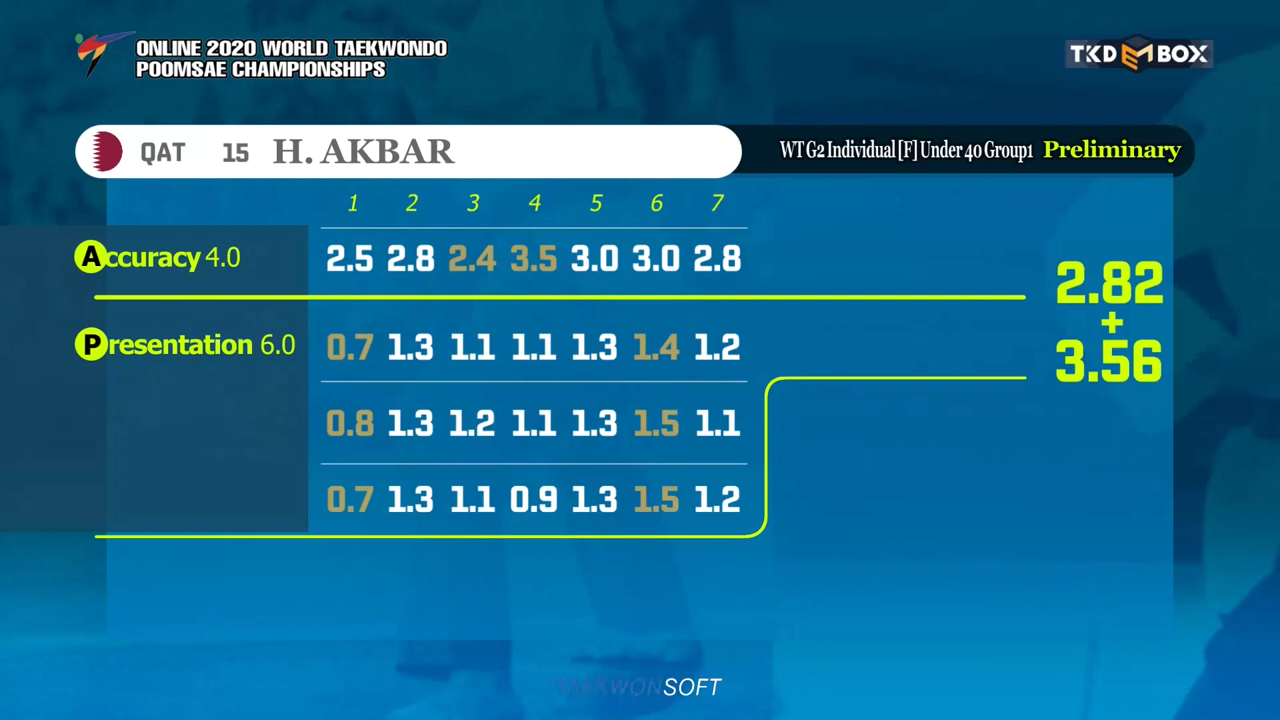 ONLINE 2020 WORLD TAEKWONDO
POOMSAE CHAMPIONSHIPS
TKD BOX
QAT 15 H. AKBAR
WT G2 Individual [F] Under 40 Group1 Preliminary
1 2 3 4 5 6 7
Accuracy 4.0 2.5 2.8 2.4 3.5 3.0 3.0 2.8
2.82
+
3.56
Presentation 6.0 0.7 1.3 1.1 1.1 1.3 1.4 1.2
0.8 1.3 1.2 1.1 1.3 1.5 1.1
0.7 1.3 1.1 0.9 1.3 1.5 1.2
TAEKWONSOFT